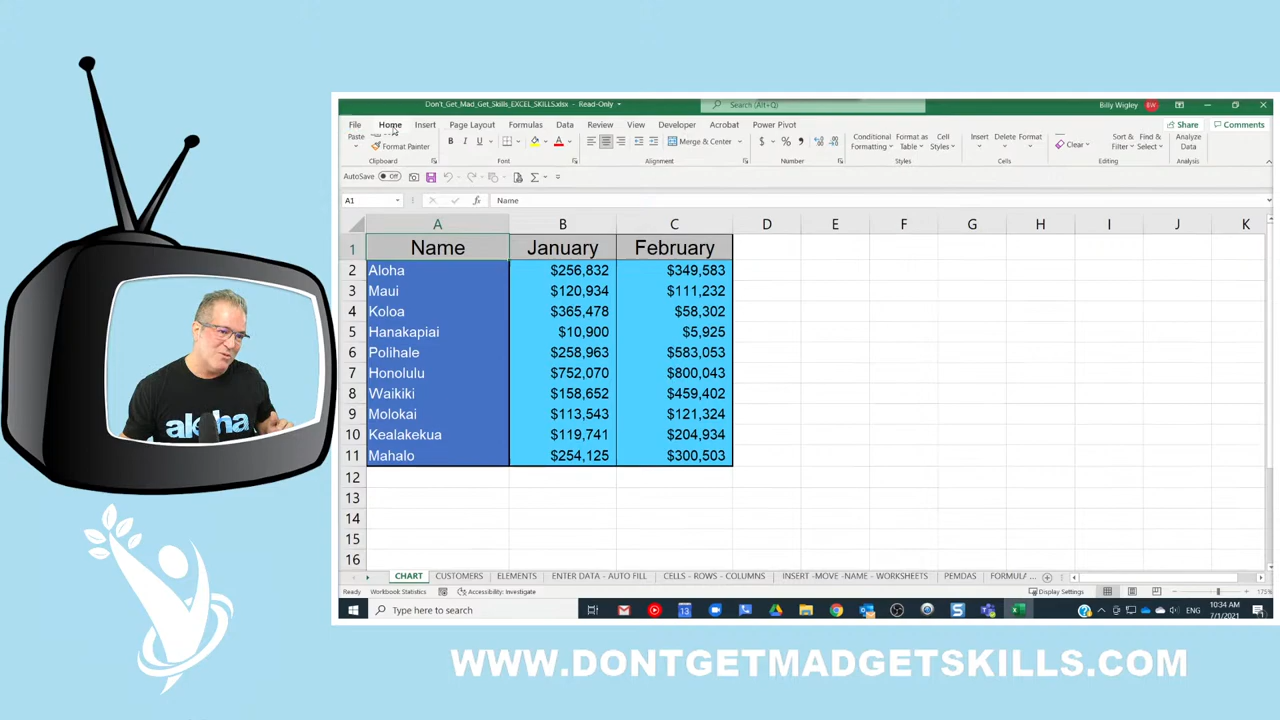 Don't_Get_Mad_Get_Skills_EXCEL_SKILLS.xlsx - Read-Only
Search (Alt+Q)
Billy Wigley BW
File Home Insert Page Layout Formulas Data Review View Developer Acrobat Power Pivot Share Comments
Paste Format Painter B I U A Merge & Center $ % , Conditional Formatting Format as Table Cell Styles Insert Delete Format Clear Sort & Filter Find & Select Analyze Data
Clipboard Font Alignment Number Styles Cells Editing Analysis
AutoSave Off
A1 fx Name
A B C D E F G H I J K
1 Name January February
2 Aloha $256,832 $349,583
3 Maui $120,934 $111,232
4 Koloa $365,478 $58,302
5 Hanakapiai $10,900 $5,925
6 Polihale $258,963 $583,053
7 Honolulu $752,070 $800,043
8 Waikiki $158,652 $459,402
9 Molokai $113,543 $121,324
10 Kealakekua $119,741 $204,934
11 Mahalo $254,125 $300,503
12
13
14
15
16
aloha
CHART CUSTOMERS ELEMENTS ENTER DATA - AUTO FILL CELLS - ROWS - COLUMNS INSERT -MOVE -NAME - WORKSHEETS PEMDAS FORMULA ...
Ready Workbook Statistics Accessibility: Investigate Display Settings 175%
Type here to search ENG 10:34 AM
7/1/2021
WWW.DONTGETMADGETSKILLS.COM